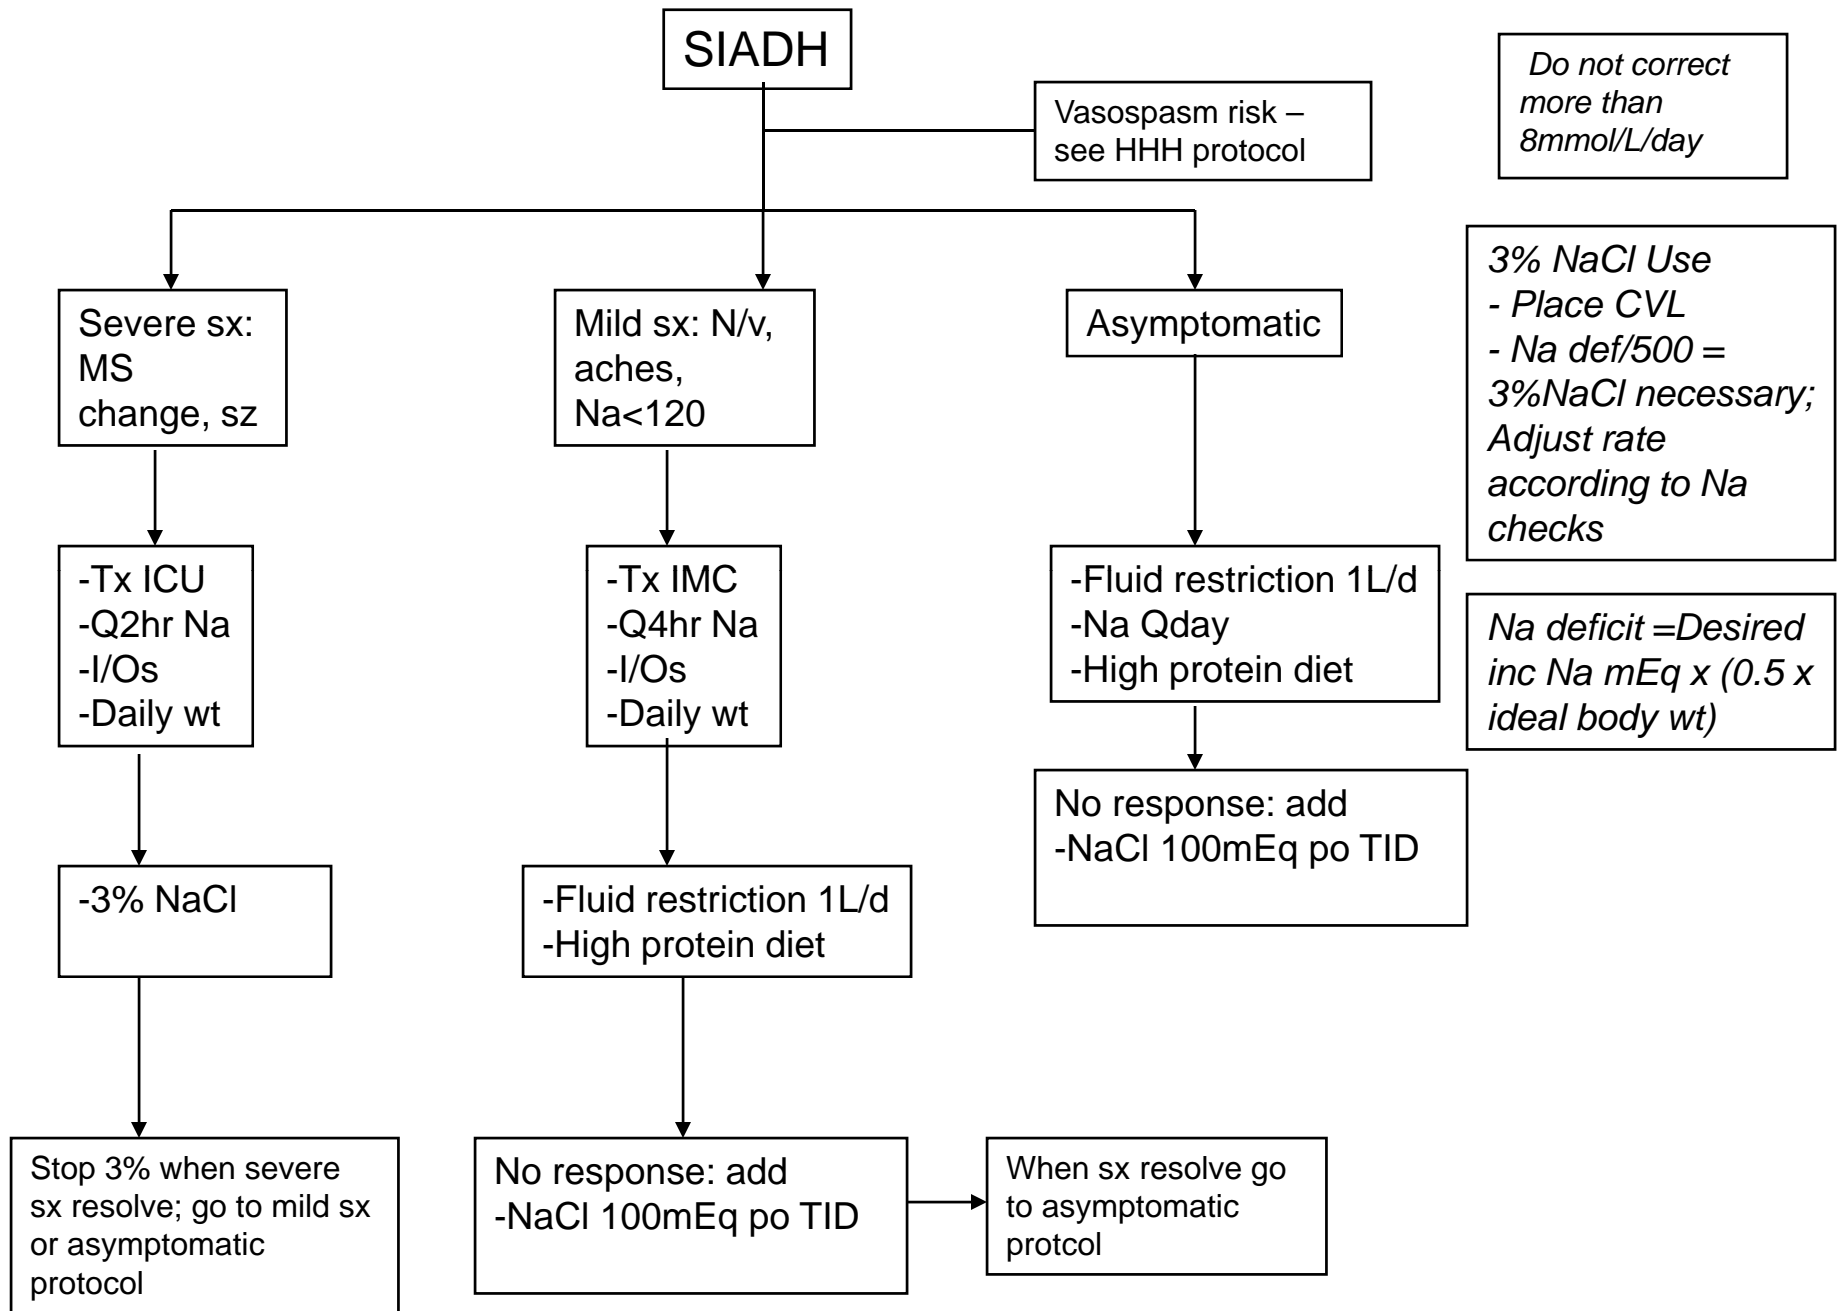 SIADH
Vasospasm risk –
see HHH protocol
Do not correct
more than
8mmol/L/day
Severe sx:
MS
change, sz
Mild sx: N/v,
aches,
Na<120
Asymptomatic
3% NaCl Use
- Place CVL
- Na def/500 =
3%NaCl necessary;
Adjust rate
according to Na
checks
-Tx ICU
-Q2hr Na
-I/Os
-Daily wt
-Tx IMC
-Q4hr Na
-I/Os
-Daily wt
-Fluid restriction 1L/d
-Na Qday
-High protein diet
Na deficit =Desired
inc Na mEq x (0.5 x
ideal body wt)
No response: add
-NaCl 100mEq po TID
-3% NaCl
-Fluid restriction 1L/d
-High protein diet
Stop 3% when severe
sx resolve; go to mild sx
or asymptomatic
protocol
No response: add
-NaCl 100mEq po TID
When sx resolve go
to asymptomatic
protcol